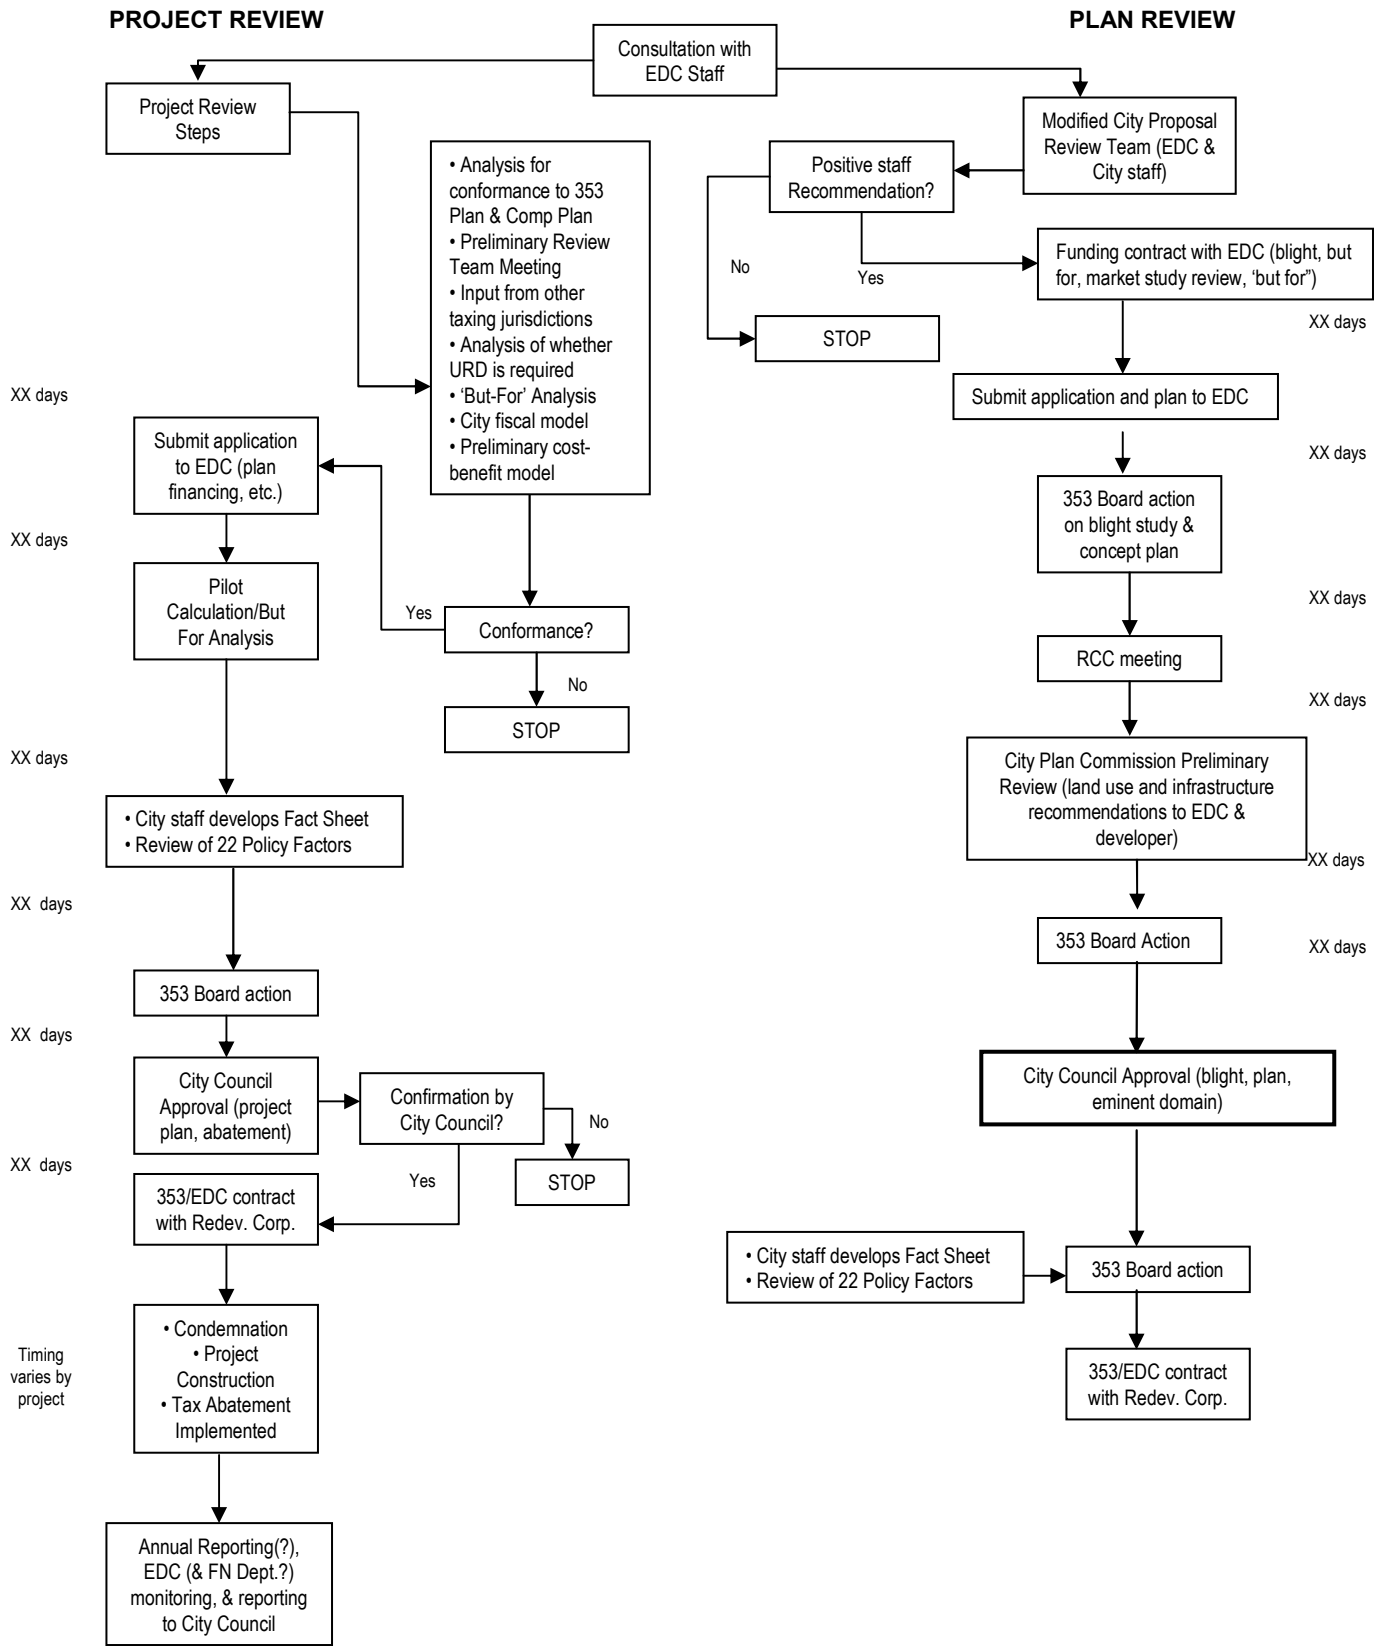 PROJECT REVIEW
PLAN REVIEW
Consultation with
EDC Staff
Project Review
Steps
• Analysis for
conformance to 353
Plan & Comp Plan
• Preliminary Review
Team Meeting
• Input from other
taxing jurisdictions
• Analysis of whether
URD is required
• ‘But-For’ Analysis
• City fiscal model
• Preliminary cost-
benefit model
XX days
Submit application
to EDC (plan
financing, etc.)
XX days
Pilot
Calculation/But
For Analysis
Yes
Conformance?
No
STOP
XX days
• City staff develops Fact Sheet
• Review of 22 Policy Factors
XX  days
353 Board action
XX  days
City Council
Approval (project
plan, abatement)
Confirmation by
City Council?
No
STOP
Yes
XX  days
353/EDC contract
with Redev. Corp.
Timing
varies by
project
• Condemnation
• Project
Construction
• Tax Abatement
Implemented
Annual Reporting(?),
EDC (& FN Dept.?)
monitoring, & reporting
to City Council
Modified City Proposal
Review Team (EDC &
City staff)
Positive staff
Recommendation?
No
Yes
STOP
Funding contract with EDC (blight, but
for, market study review, ‘but for”)
XX days
Submit application and plan to EDC
XX days
353 Board action
on blight study &
concept plan
XX days
RCC meeting
XX days
City Plan Commission Preliminary
Review (land use and infrastructure
recommendations to EDC &
developer)
XX days
353 Board Action
XX days
City Council Approval (blight, plan,
eminent domain)
• City staff develops Fact Sheet
• Review of 22 Policy Factors
353 Board action
353/EDC contract
with Redev. Corp.